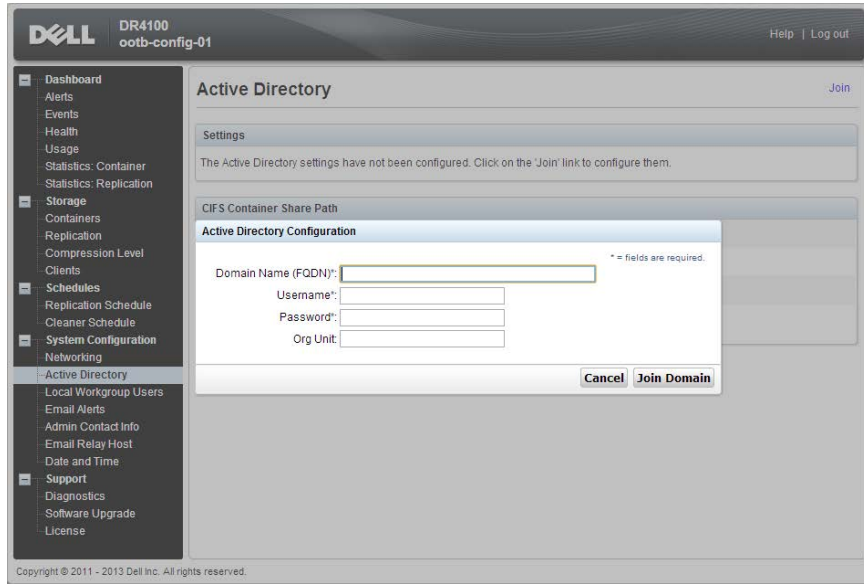 DELL
DR4100
ootb-config-01
Help | Log out
Dashboard
Alerts
Events
Health
Usage
Statistics: Container
Statistics: Replication
Storage
Containers
Replication
Compression Level
Clients
Schedules
Replication Schedule
Cleaner Schedule
System Configuration
Networking
Active Directory
Local Workgroup Users
Email Alerts
Admin Contact Info
Email Relay Host
Date and Time
Support
Diagnostics
Software Upgrade
License
Active Directory
Join
Settings
The Active Directory settings have not been configured. Click on the 'Join' link to configure them.
CIFS Container Share Path
Active Directory Configuration
* = fields are required.
Domain Name (FQDN)*:
Username*:
Password*:
Org Unit:
Cancel
Join Domain
Copyright © 2011 - 2013 Dell Inc. All rights reserved.